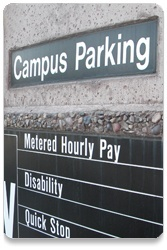 Campus Parking
Metered Hourly Pay
Disability
Quick Stop